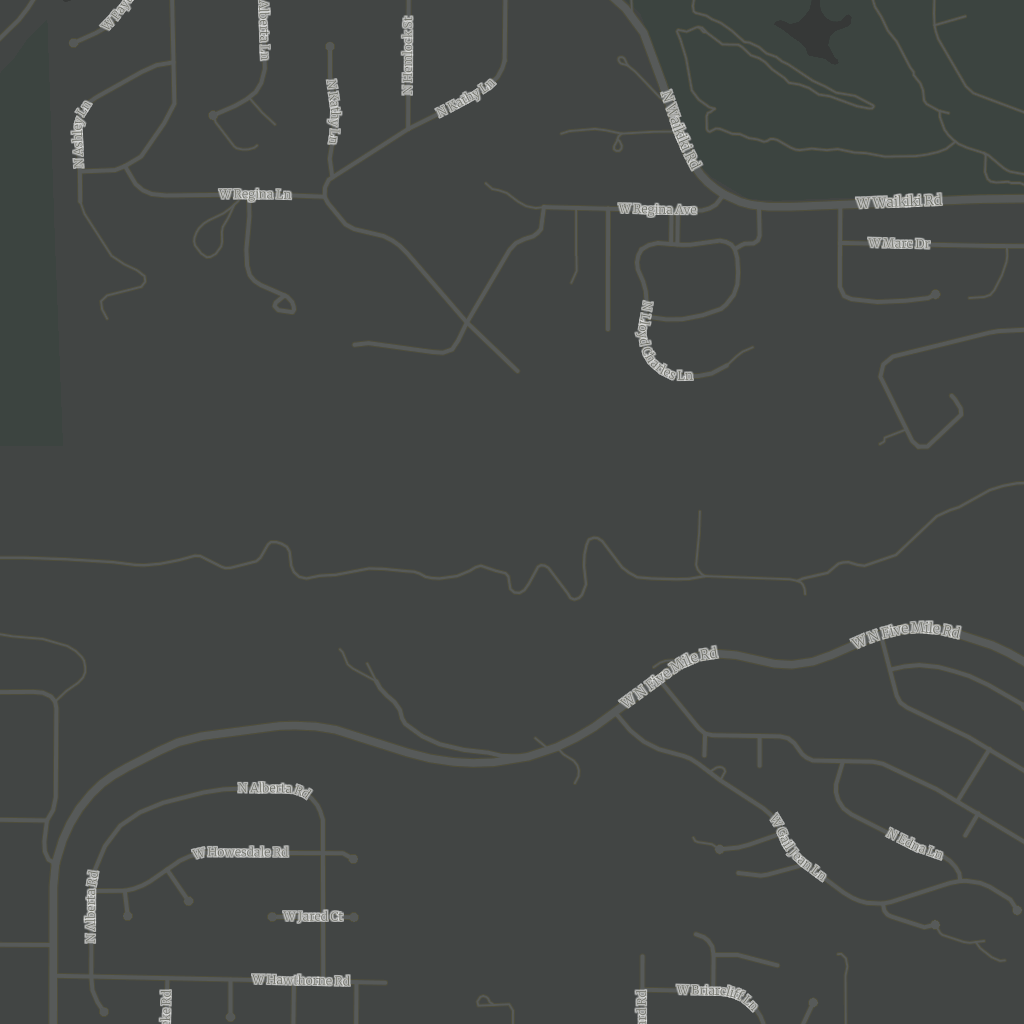 Alberta Ln
N Hemlock St
N Kathy Ln
N Kathy Ln
N Ashley Ln
N Waikiki Rd
W Regina Ln
W Regina Ave
W Waikiki Rd
W Marc Dr
N Lloyd Charles Ln
W N Five Mile Rd
W N Five Mile Rd
N Alberta Rd
W Howesdale Rd
N Edna Ln
W Gail Jean Ln
N Alberta Rd
W Jared Ct
W Hawthorne Rd
W Briarcliff Ln